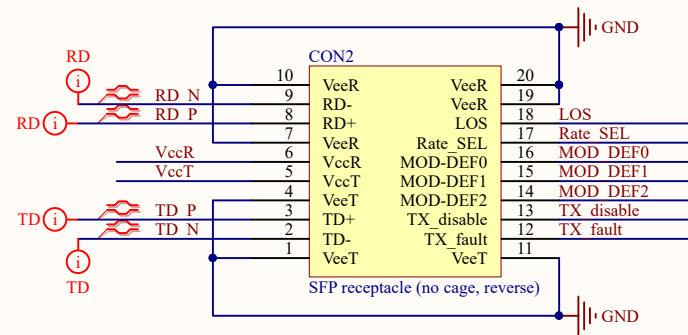 GND
RD
CON2
10 VeeR VeeR 20
RD_N 9 RD- VeeR 19
RD i RD_P 8 RD+ LOS 18 LOS
7 VeeR Rate_SEL 17 Rate_SEL
VccR 6 VccR MOD-DEF0 16 MOD_DEF0
VccT 5 VccT MOD-DEF1 15 MOD_DEF1
4 VeeT MOD-DEF2 14 MOD_DEF2
TD i TD_P 3 TD+ TX_disable 13 TX_disable
TD_N 2 TD- TX_fault 12 TX_fault
i
1 VeeT VeeT 11
TD
SFP receptacle (no cage, reverse)
GND